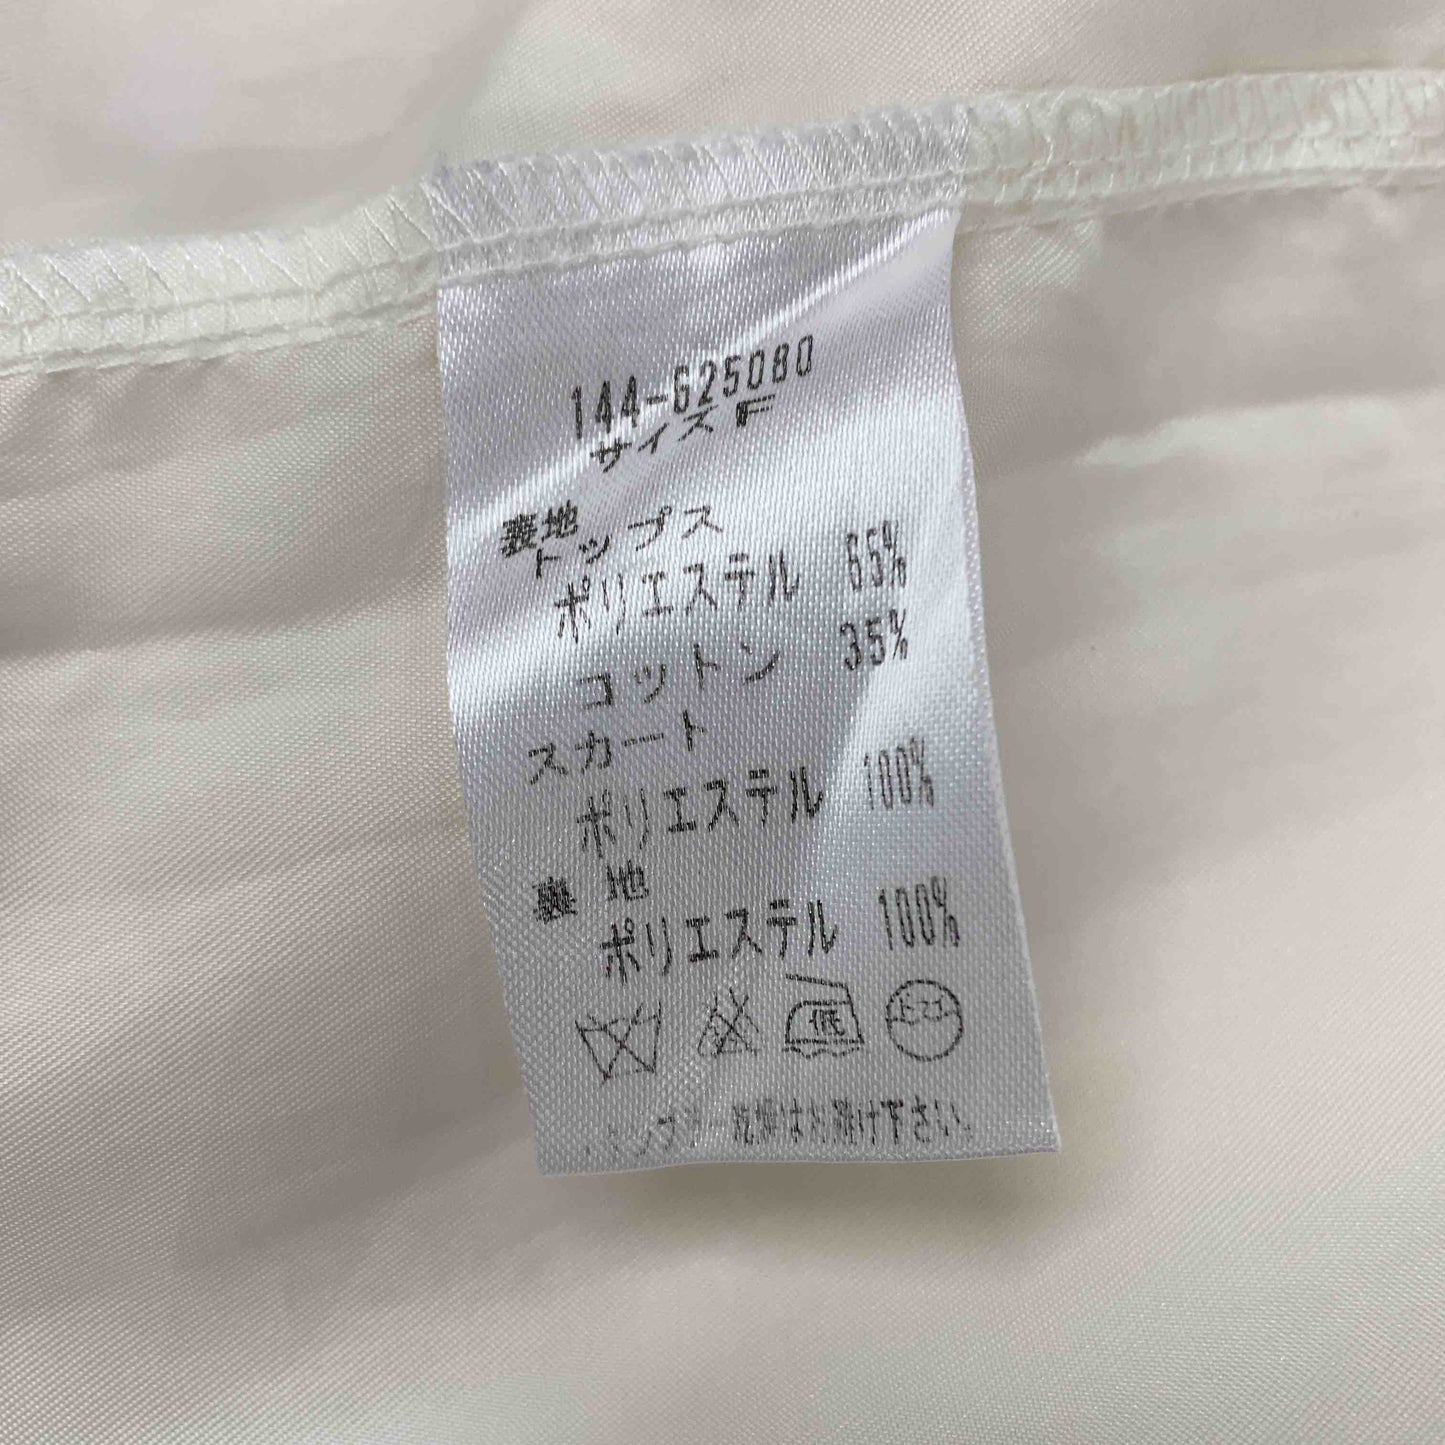 144-625080
サイズ F
表地
トップス
ポリエステル 65%
コットン 35%
スカート
ポリエステル 100%
裏 地
ポリエステル 100%
低 ドライ
タンブラー乾燥はお避け下さい